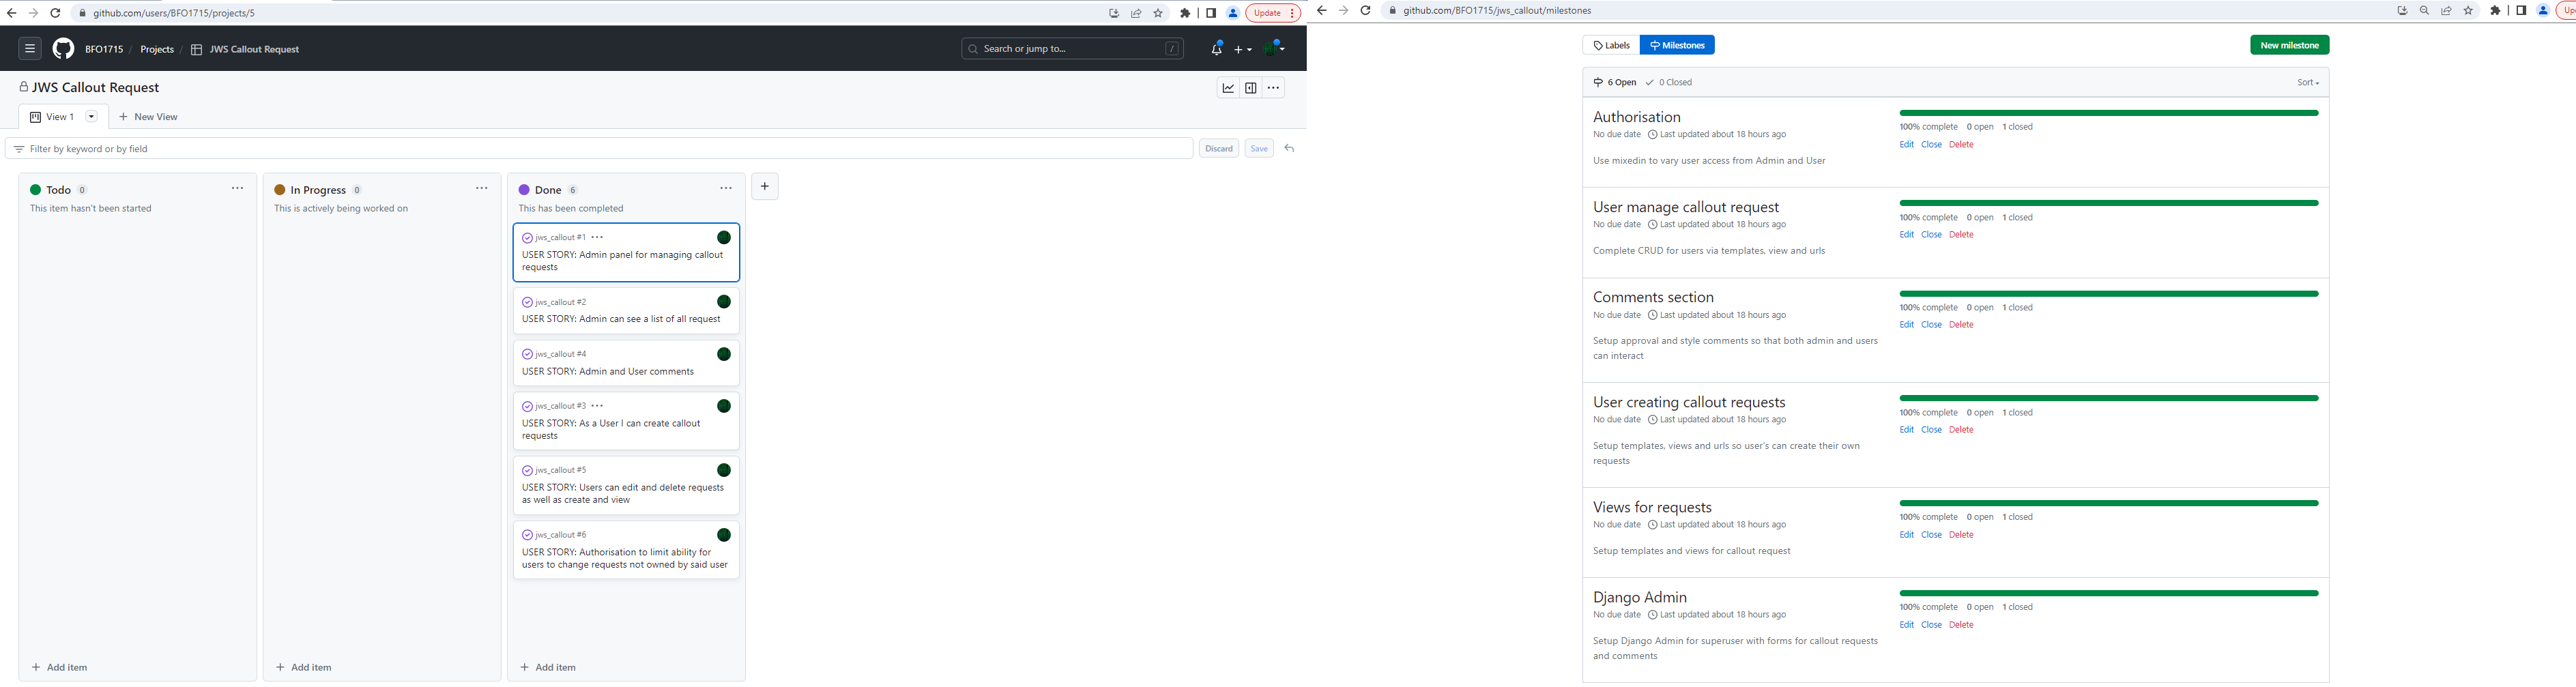 github.com/users/BFO1715/projects/5
Update
BFO1715 / Projects / JWS Callout Request
Search or jump to...
/
JWS Callout Request
View 1
New View
Filter by keyword or by field
Discard
Save
Todo 0
This item hasn't been started
Add item
In Progress 0
This is actively being worked on
Add item
Done 6
This has been completed
jws_callout #1
USER STORY: Admin panel for managing callout
requests
jws_callout #2
USER STORY: Admin can see a list of all request
jws_callout #4
USER STORY: Admin and User comments
jws_callout #3
USER STORY: As a User I can create callout
requests
jws_callout #5
USER STORY: Users can edit and delete requests
as well as create and view
jws_callout #6
USER STORY: Authorisation to limit ability for
users to change requests not owned by said user
Add item
github.com/BFO1715/jws_callout/milestones
Up
Labels
Milestones
New milestone
6 Open
0 Closed
Sort
Authorisation
No due date Last updated about 18 hours ago
Use mixedin to vary user access from Admin and User
100% complete 0 open 1 closed
Edit Close Delete
User manage callout request
No due date Last updated about 18 hours ago
Complete CRUD for users via templates, view and urls
100% complete 0 open 1 closed
Edit Close Delete
Comments section
No due date Last updated about 18 hours ago
Setup approval and style comments so that both admin and users
can interact
100% complete 0 open 1 closed
Edit Close Delete
User creating callout requests
No due date Last updated about 18 hours ago
Setup templates, views and urls so user's can create their own
requests
100% complete 0 open 1 closed
Edit Close Delete
Views for requests
No due date Last updated about 18 hours ago
Setup templates and views for callout request
100% complete 0 open 1 closed
Edit Close Delete
Django Admin
No due date Last updated about 18 hours ago
Setup Django Admin for superuser with forms for callout requests
and comments
100% complete 0 open 1 closed
Edit Close Delete